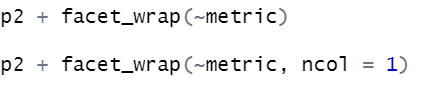 p2 + facet_wrap(~metric)
p2 + facet_wrap(~metric, ncol = 1)